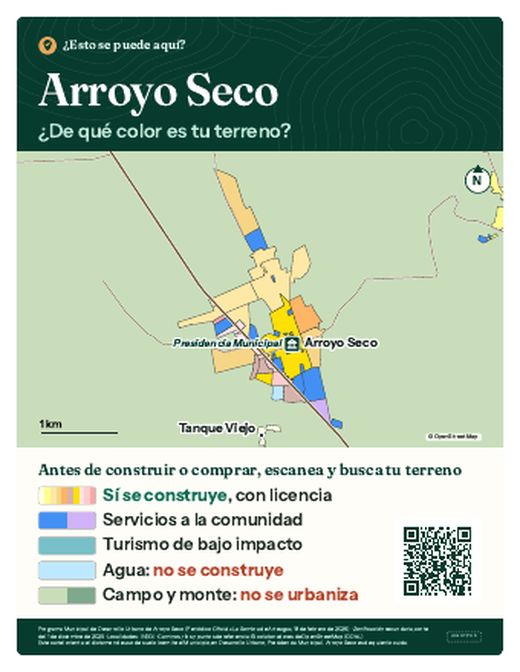 ¿Esto se puede aquí?
Arroyo Seco
¿De qué color es tu terreno?
N
Presidencia Municipal
Arroyo Seco
Tanque Viejo
1 km
© OpenStreetMap
Antes de construir o comprar, escanea y busca tu terreno
Sí se construye, con licencia
Servicios a la comunidad
Turismo de bajo impacto
Agua: no se construye
Campo y monte: no se urbaniza